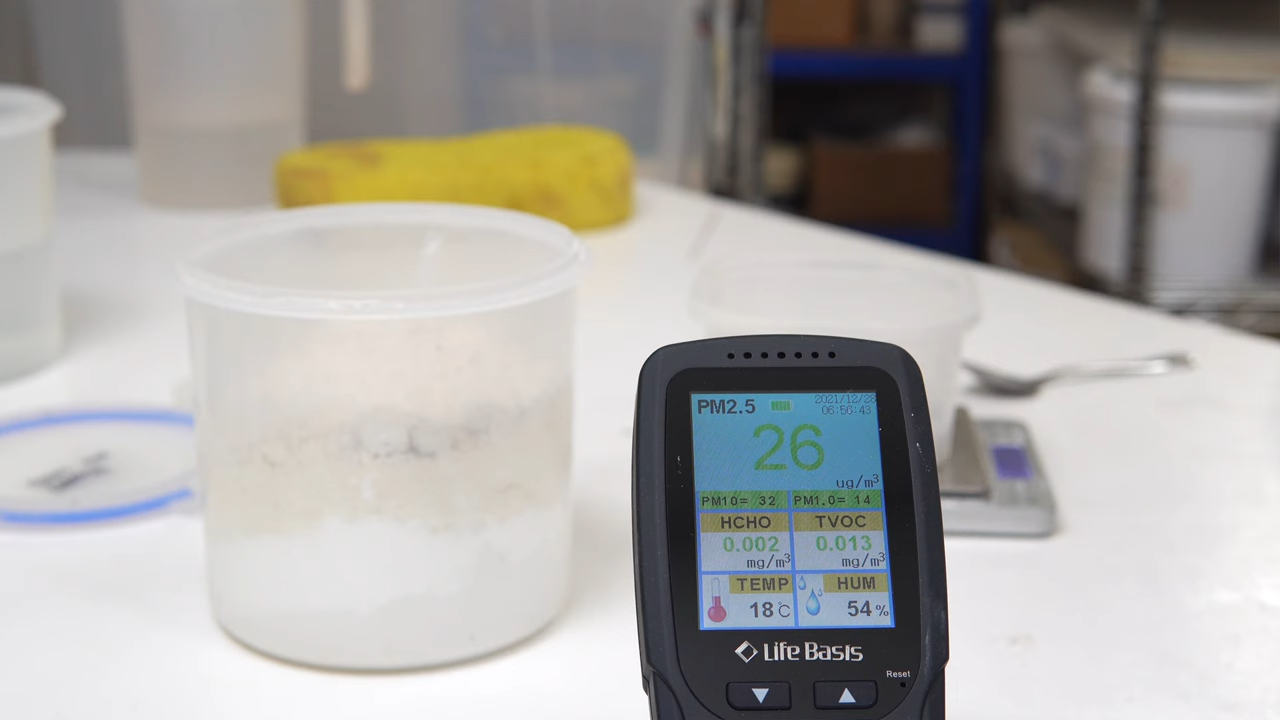 PM2.5
2021/12/28
06:56:43
26
ug/m³
PM10= 32 PM1.0= 14
HCHO TVOC
0.002 0.013
mg/m³ mg/m³
TEMP HUM
18℃ 54%
Life Basis
Reset
▼ ▲